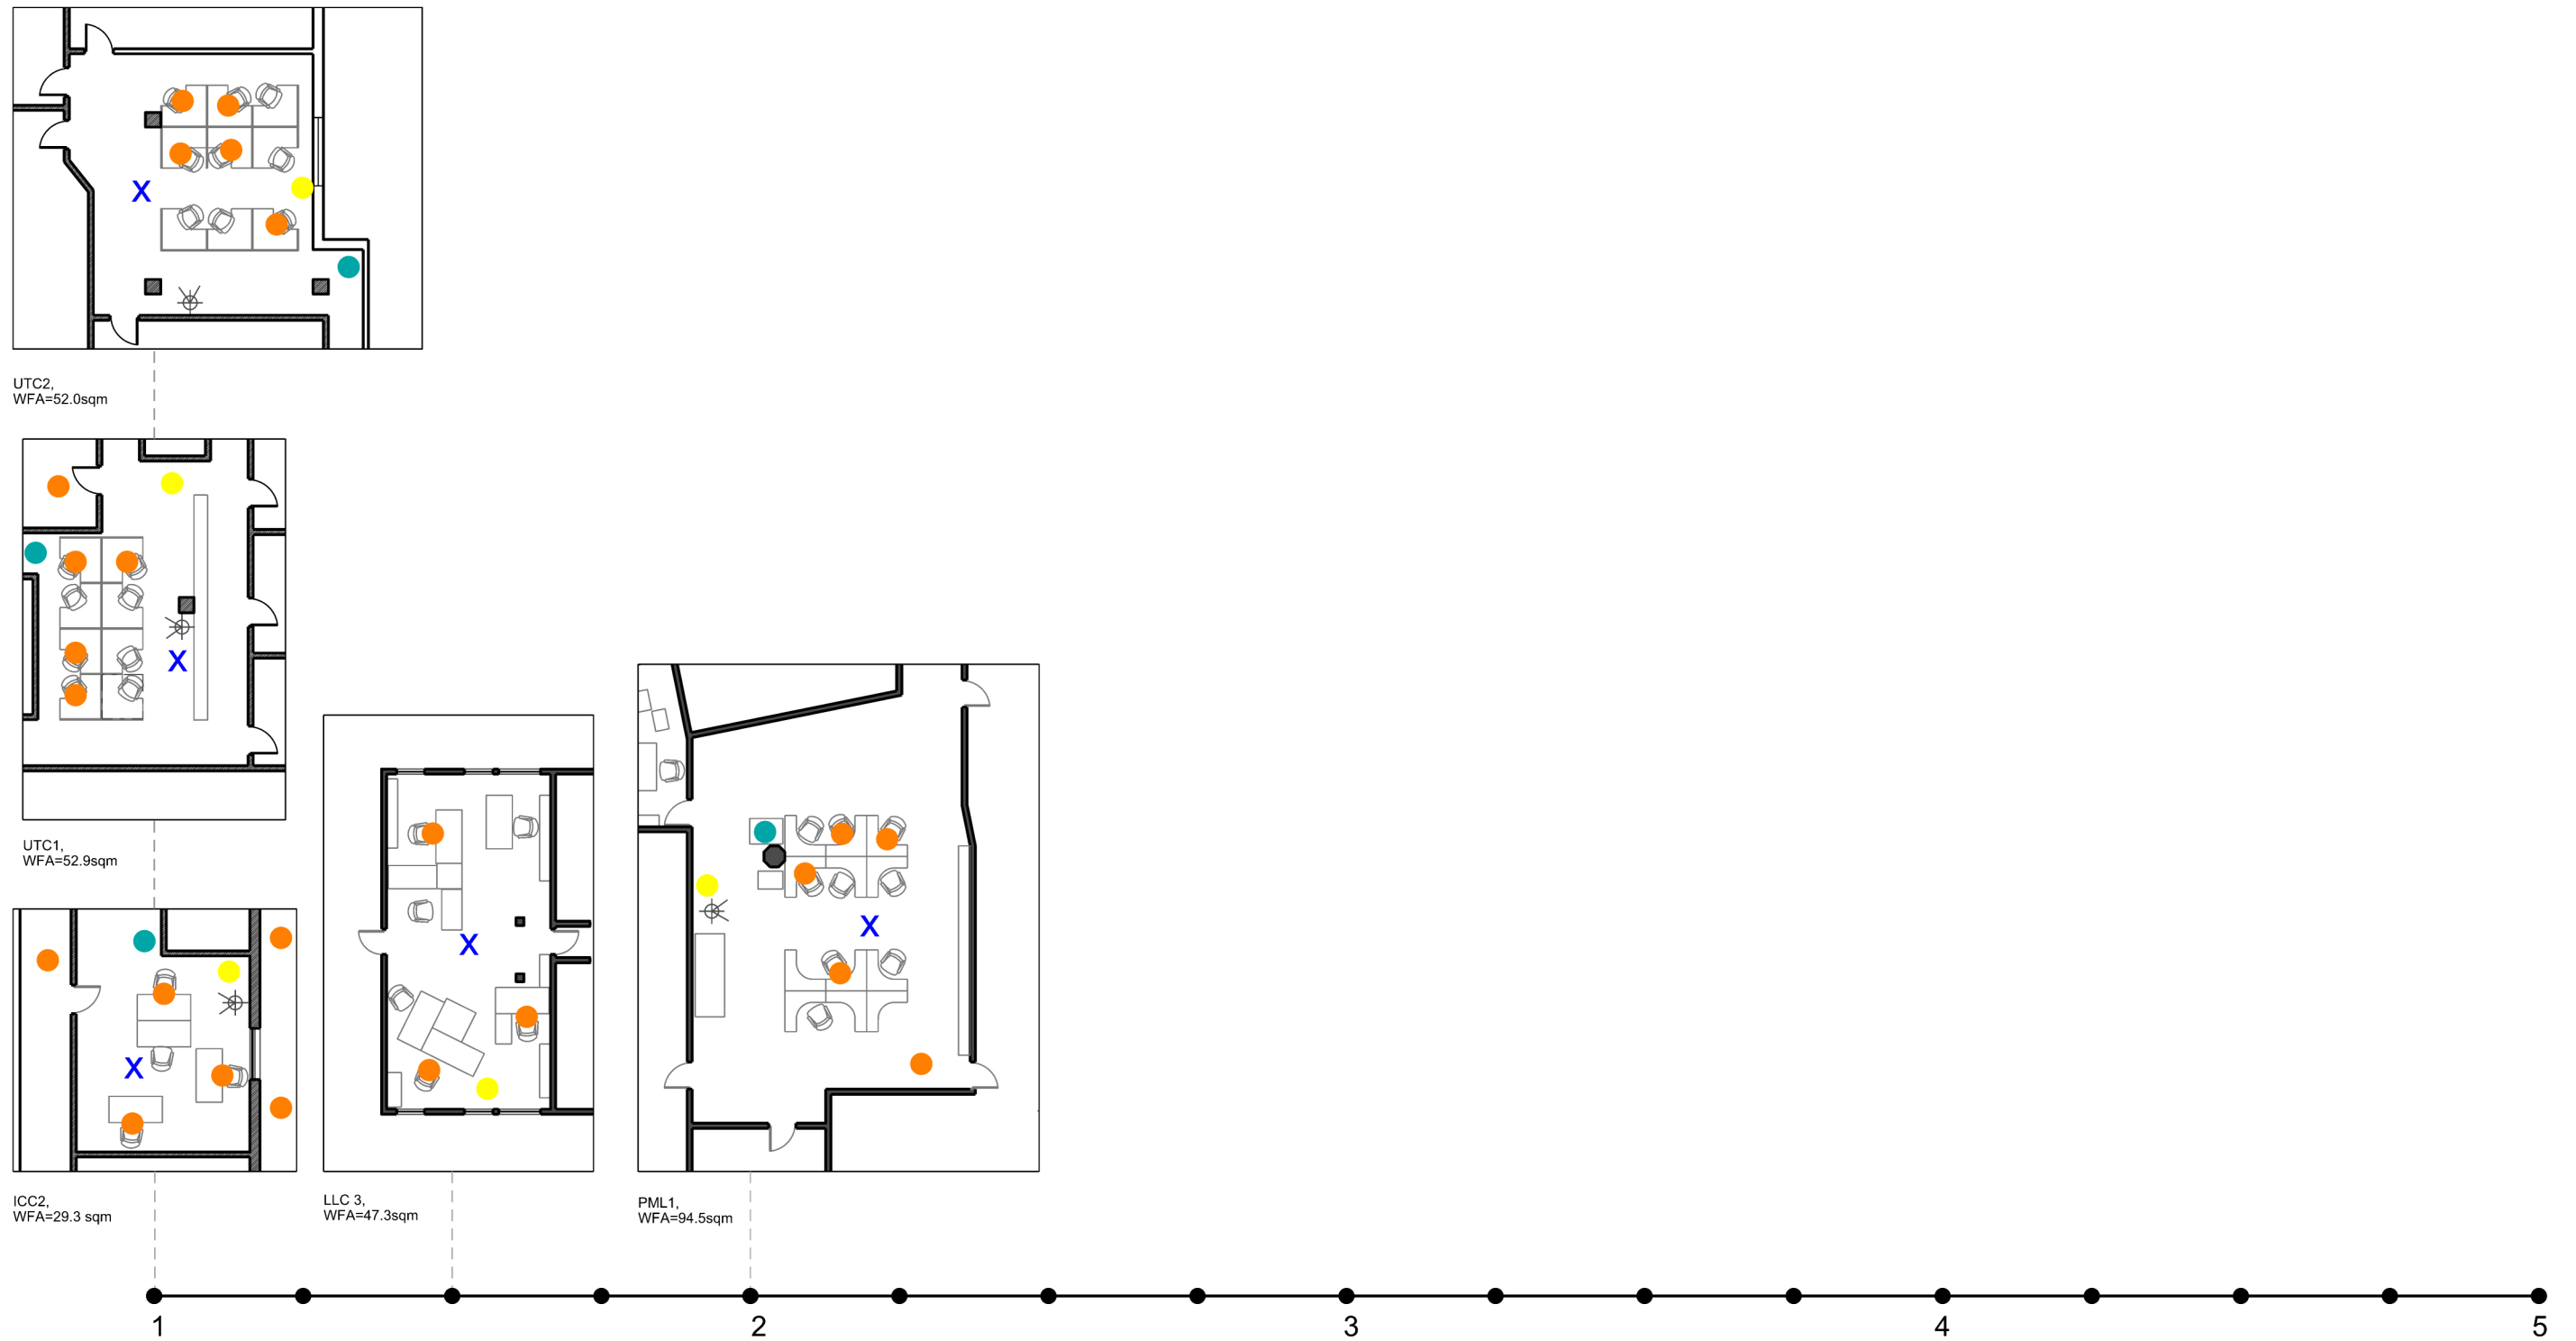 X
UTC2,
WFA=52.0sqm
X
UTC1,
WFA=52.9sqm
X
X
X
ICC2,
WFA=29.3 sqm
LLC 3,
WFA=47.3sqm
PML1,
WFA=94.5sqm
1 2 3 4 5